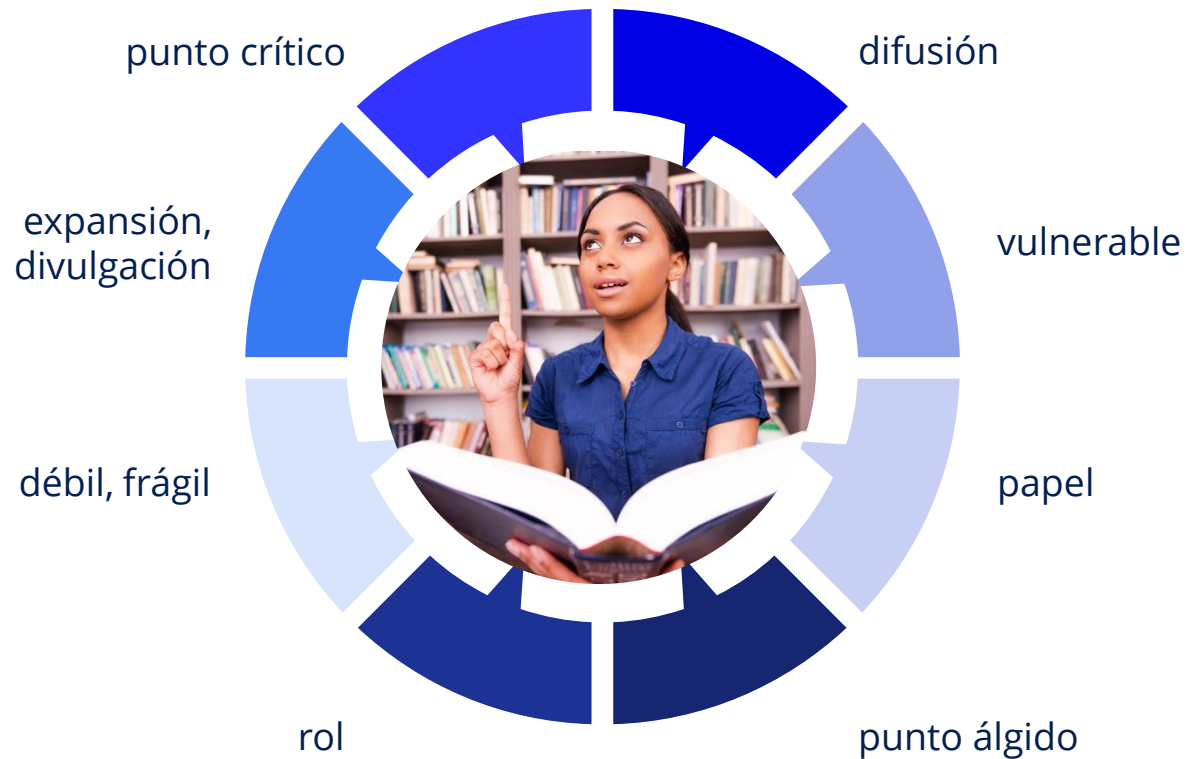 punto crítico
difusión
expansión,
divulgación
vulnerable
débil, frágil
papel
rol
punto álgido